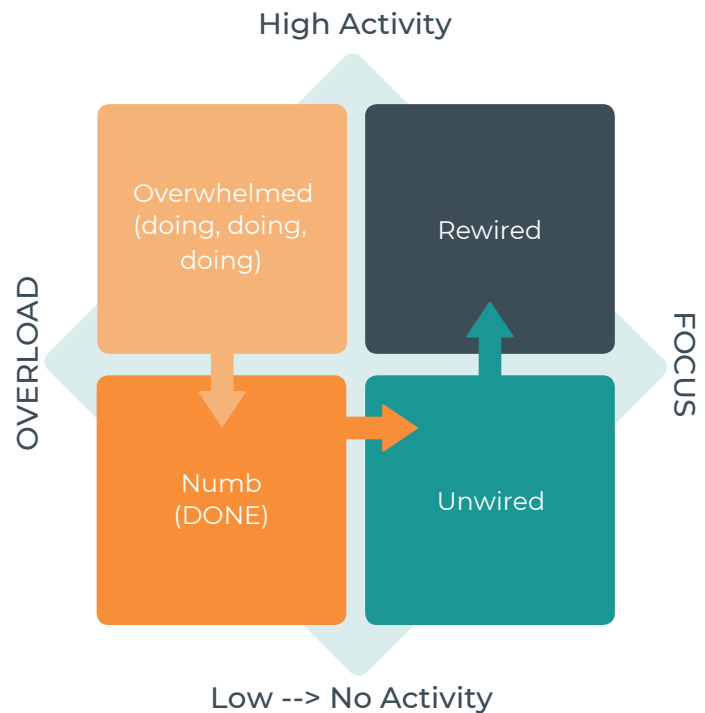 High Activity
Overwhelmed
(doing, doing,
doing)
Rewired
OVERLOAD
FOCUS
Numb
(DONE)
Unwired
Low --> No Activity